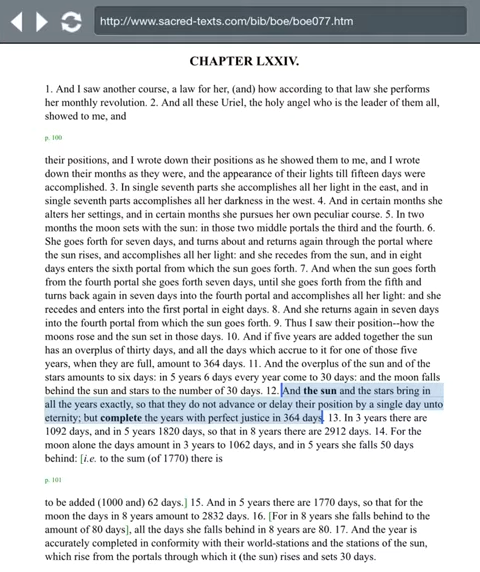 http://www.sacred-texts.com/bib/boe/boe077.htm
CHAPTER LXXIV.
1. And I saw another course, a law for her, (and) how according to that law she performs
her monthly revolution. 2. And all these Uriel, the holy angel who is the leader of them all,
showed to me, and
p. 100
their positions, and I wrote down their positions as he showed them to me, and I wrote
down their months as they were, and the appearance of their lights till fifteen days were
accomplished. 3. In single seventh parts she accomplishes all her light in the east, and in
single seventh parts accomplishes all her darkness in the west. 4. And in certain months she
alters her settings, and in certain months she pursues her own peculiar course. 5. In two
months the moon sets with the sun: in those two middle portals the third and the fourth. 6.
She goes forth for seven days, and turns about and returns again through the portal where
the sun rises, and accomplishes all her light: and she recedes from the sun, and in eight
days enters the sixth portal from which the sun goes forth. 7. And when the sun goes forth
from the fourth portal she goes forth seven days, until she goes forth from the fifth and
turns back again in seven days into the fourth portal and accomplishes all her light: and she
recedes and enters into the first portal in eight days. 8. And she returns again in seven days
into the fourth portal from which the sun goes forth. 9. Thus I saw their position--how the
moons rose and the sun set in those days. 10. And if five years are added together the sun
has an overplus of thirty days, and all the days which accrue to it for one of those five
years, when they are full, amount to 364 days. 11. And the overplus of the sun and of the
stars amounts to six days: in 5 years 6 days every year come to 30 days: and the moon falls
behind the sun and stars to the number of 30 days. 12. And the sun and the stars bring in
all the years exactly, so that they do not advance or delay their position by a single day unto
eternity; but complete the years with perfect justice in 364 days. 13. In 3 years there are
1092 days, and in 5 years 1820 days, so that in 8 years there are 2912 days. 14. For the
moon alone the days amount in 3 years to 1062 days, and in 5 years she falls 50 days
behind: [i.e. to the sum (of 1770) there is
p. 101
to be added (1000 and) 62 days.] 15. And in 5 years there are 1770 days, so that for the
moon the days in 8 years amount to 2832 days. 16. [For in 8 years she falls behind to the
amount of 80 days], all the days she falls behind in 8 years are 80. 17. And the year is
accurately completed in conformity with their world-stations and the stations of the sun,
which rise from the portals through which it (the sun) rises and sets 30 days.